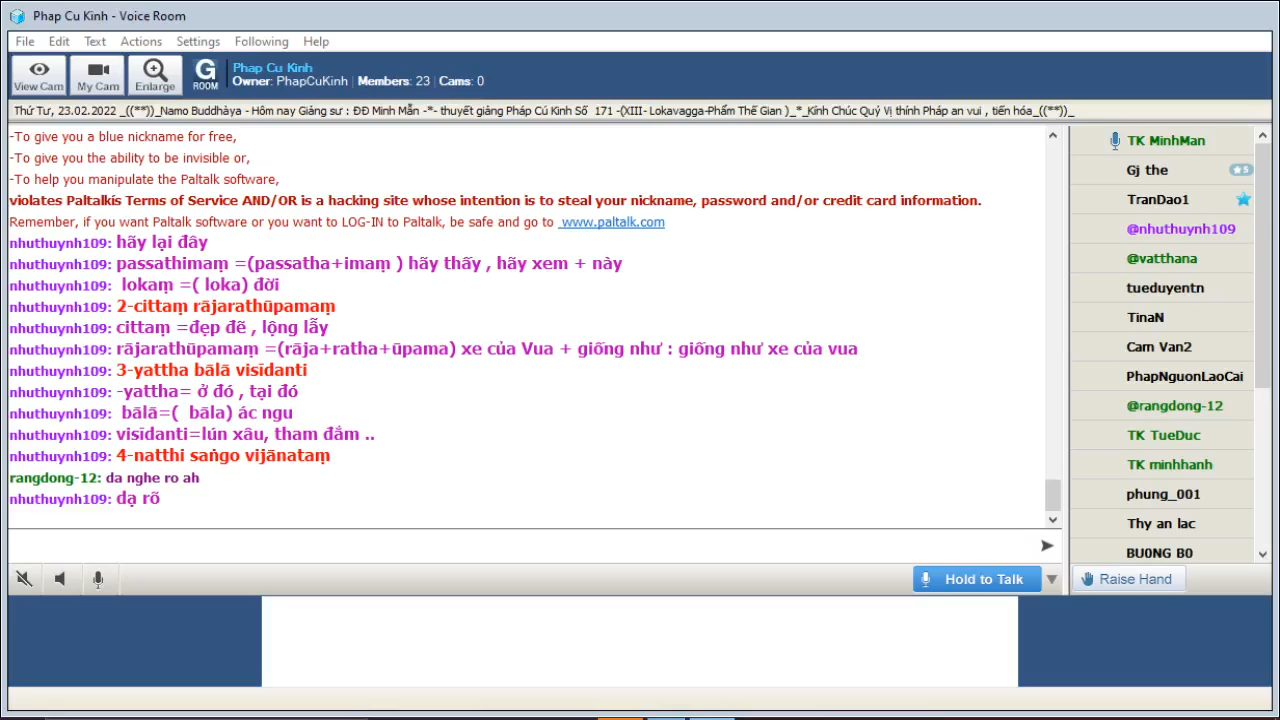 Phap Cu Kinh - Voice Room
File Edit Text Actions Settings Following Help
View Cam My Cam Enlarge G ROOM Phap Cu Kinh
Owner: PhapCuKinh | Members: 23 | Cams: 0
Thứ Tư, 23.02.2022 _((**))_Namo Buddhàya - Hôm nay Giảng sư : ĐĐ Minh Mẫn -*- thuyết giảng Pháp Cú Kinh Số 171 -(XIII- Lokavagga-Phẩm Thế Gian )_*_Kính Chúc Quý Vị thính Pháp an vui , tiến hóa_((**))_
-To give you a blue nickname for free,
-To give you the ability to be invisible or,
-To help you manipulate the Paltalk software,
violates Paltalkís Terms of Service AND/OR is a hacking site whose intention is to steal your nickname, password and/or credit card information.
Remember, if you want Paltalk software or you want to LOG-IN to Paltalk, be safe and go to www.paltalk.com
nhuthuynh109: hãy lại đây
nhuthuynh109: passathimaṃ =(passatha+imaṃ ) hãy thấy , hãy xem + này
nhuthuynh109: lokaṃ =( loka) đời
nhuthuynh109: 2-cittaṃ rājarathūpamaṃ
nhuthuynh109: cittaṃ =đẹp đẽ , lộng lẫy
nhuthuynh109: rājarathūpamaṃ =(rāja+ratha+ūpama) xe của Vua + giống như : giống như xe của vua
nhuthuynh109: 3-yattha bālā visīdanti
nhuthuynh109: -yattha= ở đó , tại đó
nhuthuynh109: bālā=( bāla) ác ngu
nhuthuynh109: visīdanti=lún xâu, tham đắm ..
nhuthuynh109: 4-natthi saṅgo vijānataṃ
rangdong-12: da nghe ro ah
nhuthuynh109: dạ rõ
TK MinhMan
Gj the
TranDao1
@nhuthuynh109
@vatthana
tueduyentn
TinaN
Cam Van2
PhapNguonLaoCai
@rangdong-12
TK TueDuc
TK minhhanh
phung_001
Thy an lac
BU0NG B0
Hold to Talk
Raise Hand